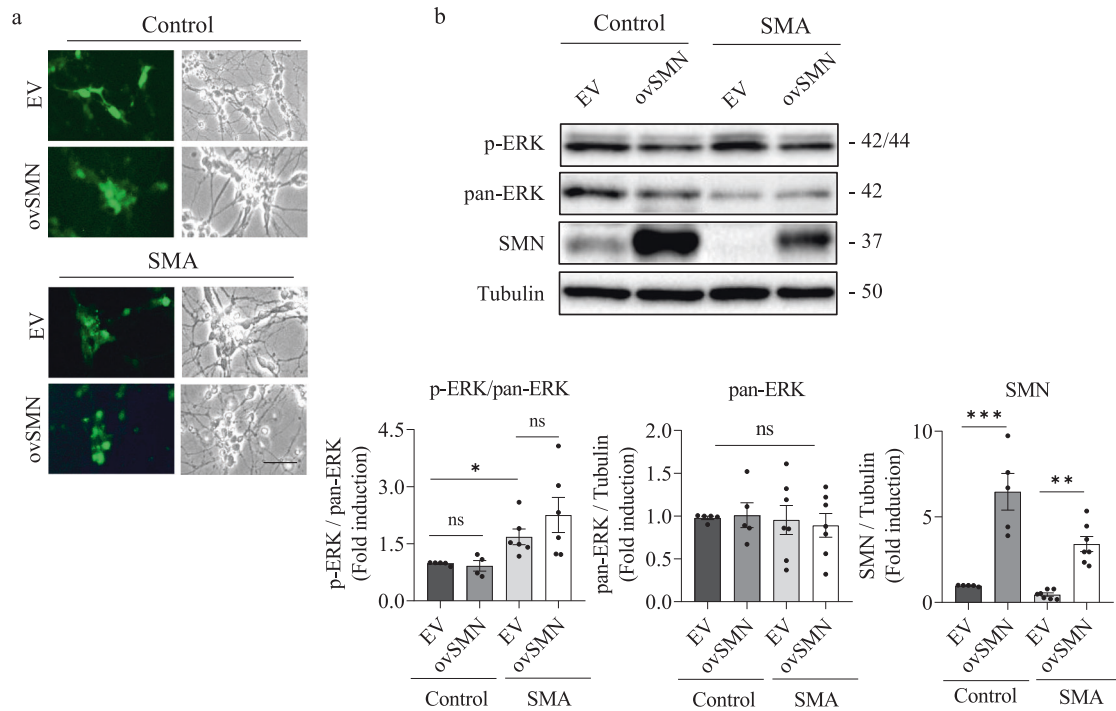 a
Control
EV
ovSMN
SMA
EV
ovSMN
b
Control
SMA
EV
ovSMN
EV
ovSMN
p-ERK
- 42/44
pan-ERK
- 42
SMN
- 37
Tubulin
- 50
p-ERK/pan-ERK
p-ERK / pan-ERK
(Fold induction)
4.5
3.0
1.5
0.0
ns
*
ns
EV
ovSMN
EV
ovSMN
Control
SMA
pan-ERK
pan-ERK / Tubulin
(Fold induction)
2.0
1.5
1.0
0.5
0.0
ns
EV
ovSMN
EV
ovSMN
Control
SMA
SMN
SMN / Tubulin
(Fold induction)
10
5
0
***
**
EV
ovSMN
EV
ovSMN
Control
SMA